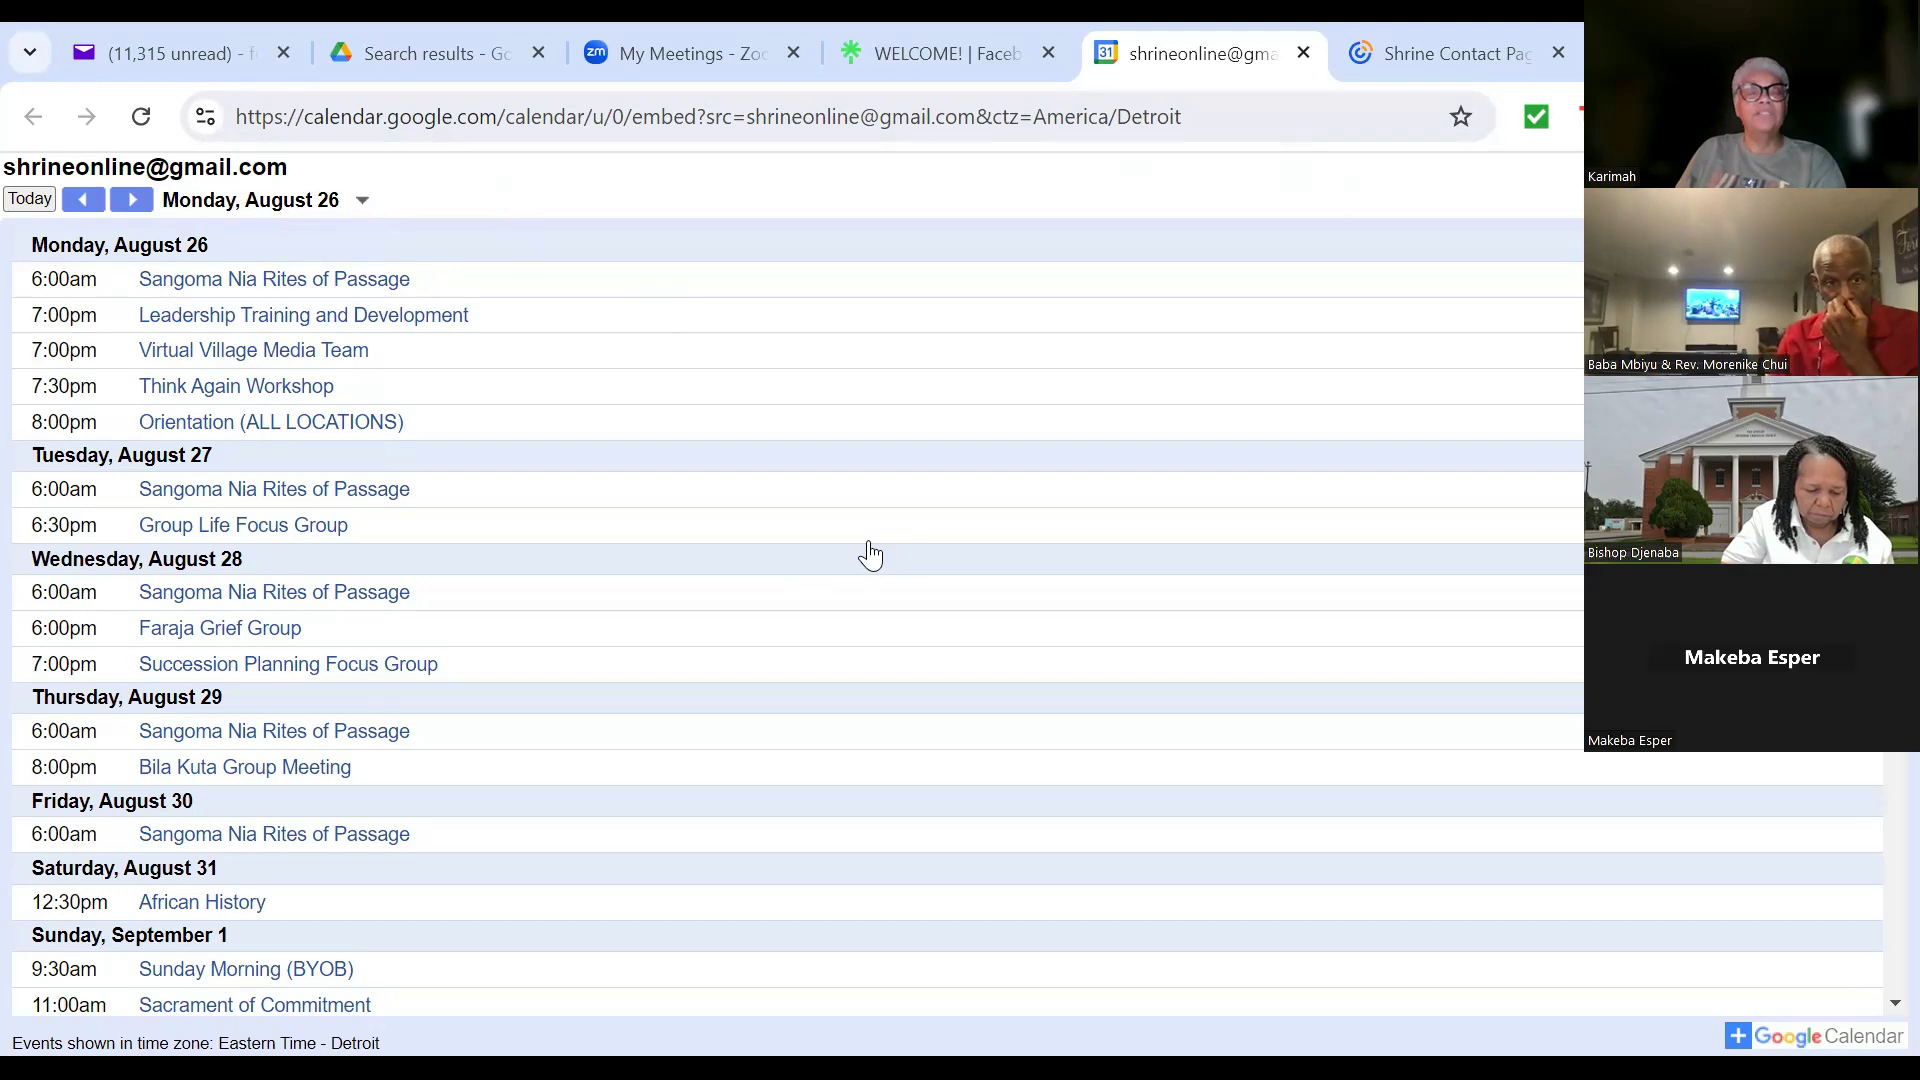 (11,315 unread) - f
Search results - Go
zm
My Meetings - Zoo
WELCOME! | Faceb
31
shrineonline@gma
Shrine Contact Pag
https://calendar.google.com/calendar/u/0/embed?src=shrineonline@gmail.com&ctz=America/Detroit
shrineonline@gmail.com
Today
Monday, August 26
Monday, August 26
6:00am Sangoma Nia Rites of Passage
7:00pm Leadership Training and Development
7:00pm Virtual Village Media Team
7:30pm Think Again Workshop
8:00pm Orientation (ALL LOCATIONS)
Tuesday, August 27
6:00am Sangoma Nia Rites of Passage
6:30pm Group Life Focus Group
Wednesday, August 28
6:00am Sangoma Nia Rites of Passage
6:00pm Faraja Grief Group
7:00pm Succession Planning Focus Group
Thursday, August 29
6:00am Sangoma Nia Rites of Passage
8:00pm Bila Kuta Group Meeting
Friday, August 30
6:00am Sangoma Nia Rites of Passage
Saturday, August 31
12:30pm African History
Sunday, September 1
9:30am Sunday Morning (BYOB)
11:00am Sacrament of Commitment
Events shown in time zone: Eastern Time - Detroit
Google Calendar
Karimah
Baba Mbiyu & Rev. Morenike Chui
Bishop Djenaba
Makeba Esper
Makeba Esper